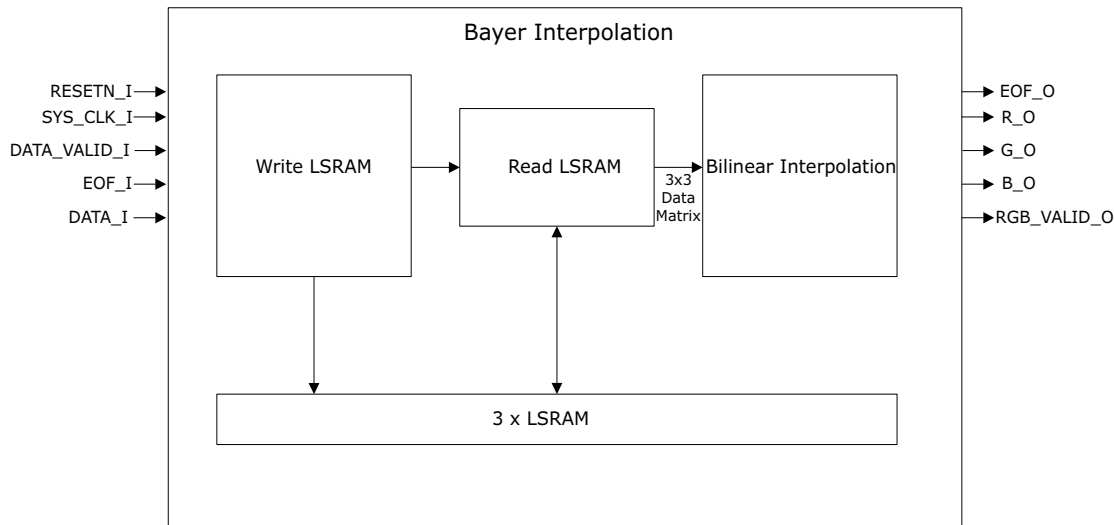 Bayer Interpolation
RESETN_I
SYS_CLK_I
DATA_VALID_I
EOF_I
DATA_I
Write LSRAM
Read LSRAM
3x3
Data
Matrix
Bilinear Interpolation
EOF_O
R_O
G_O
B_O
RGB_VALID_O
3 x LSRAM